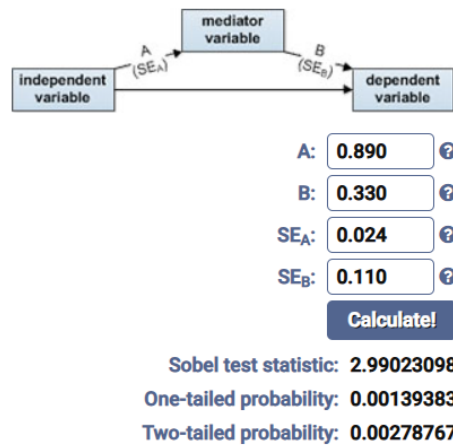 mediator
variable
A
(SEA)
B
(SEB)
independent
variable
dependent
variable
A: 0.890 ?
B: 0.330 ?
SEA: 0.024 ?
SEB: 0.110 ?
Calculate!
Sobel test statistic: 2.99023098
One-tailed probability: 0.00139383
Two-tailed probability: 0.00278767